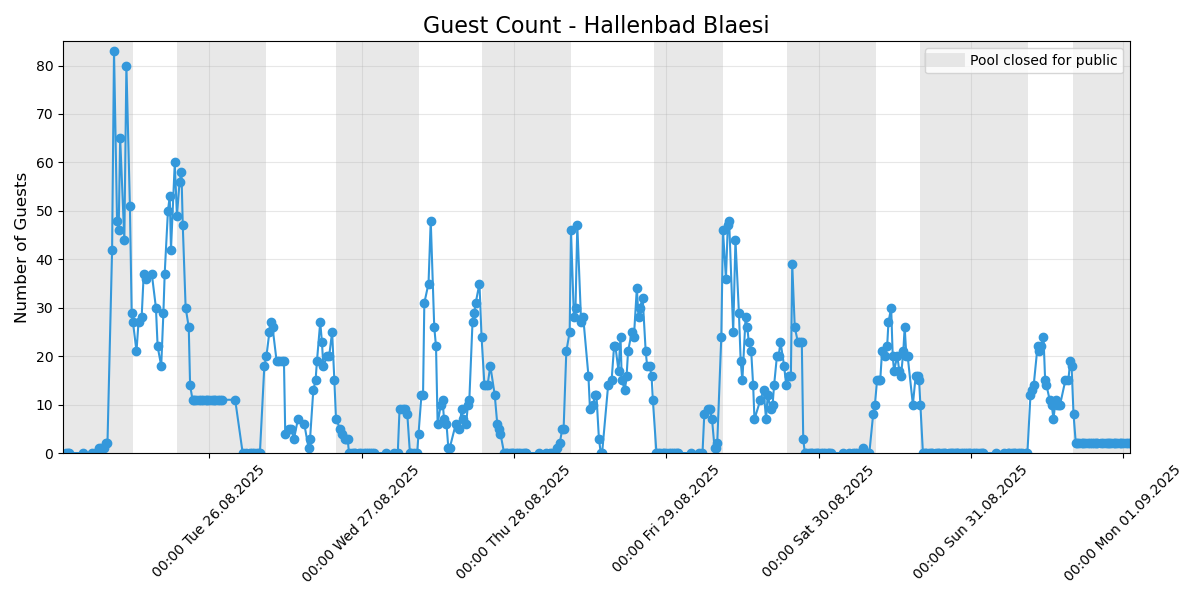 Guest Count - Hallenbad Blaesi
Pool closed for public
Number of Guests
80
70
60
50
40
30
20
10
0
00:00 Tue 26.08.2025
00:00 Wed 27.08.2025
00:00 Thu 28.08.2025
00:00 Fri 29.08.2025
00:00 Sat 30.08.2025
00:00 Sun 31.08.2025
00:00 Mon 01.09.2025